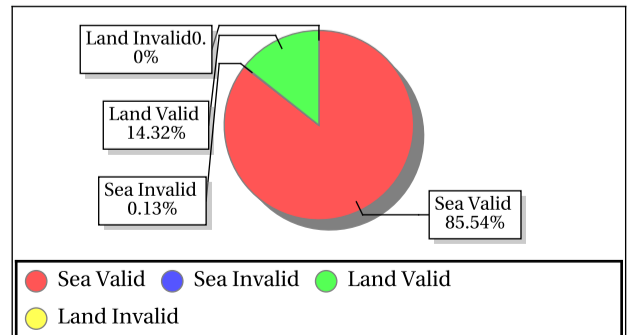 Land Invalid0.
0%
Land Valid
14.32%
Sea Invalid
0.13%
Sea Valid
85.54%
Sea Valid Sea Invalid Land Valid
Land Invalid